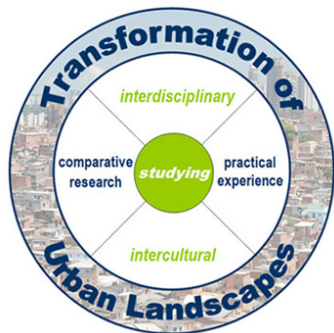 Transformation of
interdisciplinary
comparative
research
studying
practical
experience
intercultural
Urban Landscapes